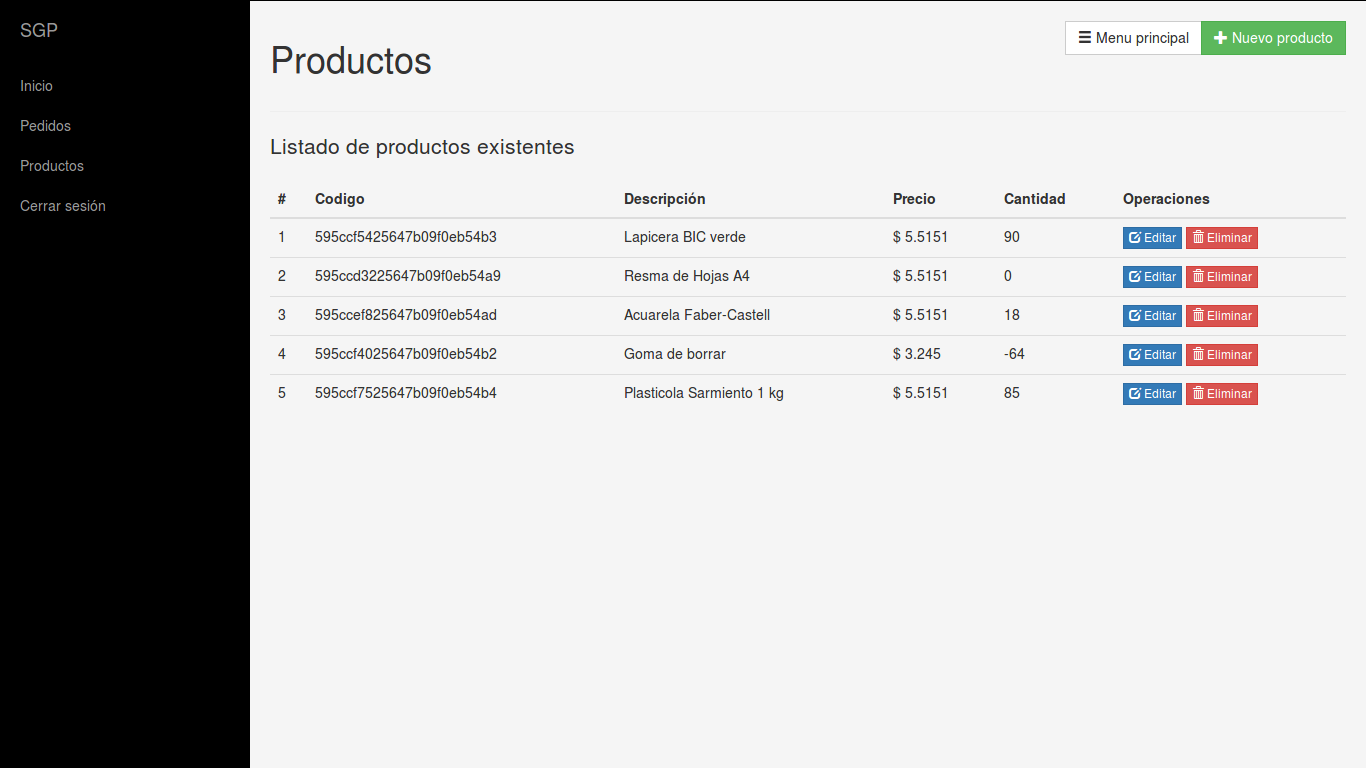 SGP
Inicio
Pedidos
Productos
Cerrar sesión
Menu principal
Nuevo producto
Productos
Listado de productos existentes
# Codigo Descripción Precio Cantidad Operaciones
1 595ccf5425647b09f0eb54b3 Lapicera BIC verde $ 5.5151 90 Editar Eliminar
2 595ccd3225647b09f0eb54a9 Resma de Hojas A4 $ 5.5151 0 Editar Eliminar
3 595ccef825647b09f0eb54ad Acuarela Faber-Castell $ 5.5151 18 Editar Eliminar
4 595ccf4025647b09f0eb54b2 Goma de borrar $ 3.245 -64 Editar Eliminar
5 595ccf7525647b09f0eb54b4 Plasticola Sarmiento 1 kg $ 5.5151 85 Editar Eliminar